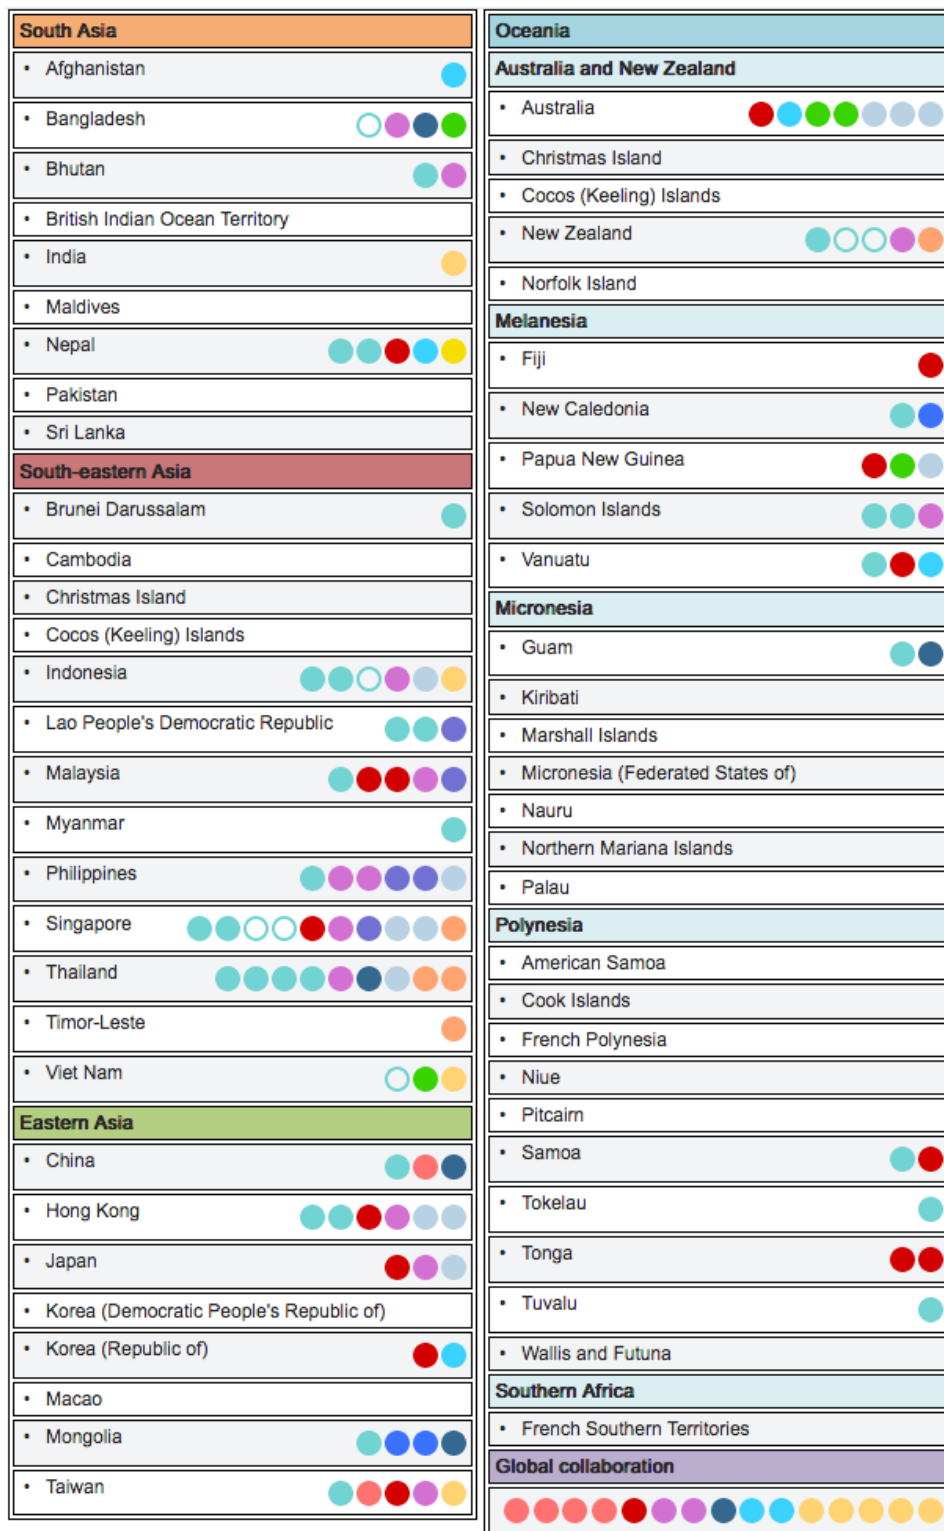 South Asia
• Afghanistan
• Bangladesh
• Bhutan
• British Indian Ocean Territory
• India
• Maldives
• Nepal
• Pakistan
• Sri Lanka
South-eastern Asia
• Brunei Darussalam
• Cambodia
• Christmas Island
• Cocos (Keeling) Islands
• Indonesia
• Lao People's Democratic Republic
• Malaysia
• Myanmar
• Philippines
• Singapore
• Thailand
• Timor-Leste
• Viet Nam
Eastern Asia
• China
• Hong Kong
• Japan
• Korea (Democratic People's Republic of)
• Korea (Republic of)
• Macao
• Mongolia
• Taiwan
Oceania
Australia and New Zealand
• Australia
• Christmas Island
• Cocos (Keeling) Islands
• New Zealand
• Norfolk Island
Melanesia
• Fiji
• New Caledonia
• Papua New Guinea
• Solomon Islands
• Vanuatu
Micronesia
• Guam
• Kiribati
• Marshall Islands
• Micronesia (Federated States of)
• Nauru
• Northern Mariana Islands
• Palau
Polynesia
• American Samoa
• Cook Islands
• French Polynesia
• Niue
• Pitcairn
• Samoa
• Tokelau
• Tonga
• Tuvalu
• Wallis and Futuna
Southern Africa
• French Southern Territories
Global collaboration